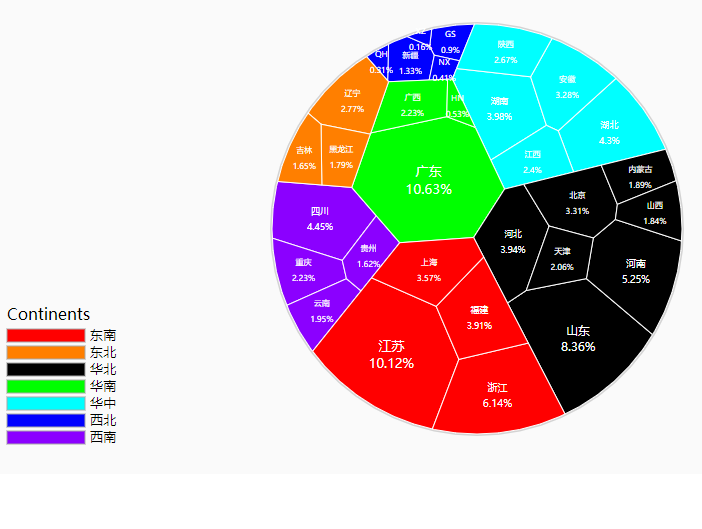 GS
0.9%
0.16%
QH
0.31%
新疆
1.33%
NX
0.41%
陕西
2.67%
安徽
3.28%
湖南
3.98%
湖北
4.3%
江西
2.4%
辽宁
2.77%
吉林
1.65%
黑龙江
1.79%
广西
2.23%
HN
0.53%
广东
10.63%
内蒙古
1.89%
北京
3.31%
山西
1.84%
河北
3.94%
天津
2.06%
河南
5.25%
山东
8.36%
四川
4.45%
贵州
1.62%
重庆
2.23%
云南
1.95%
上海
3.57%
福建
3.91%
江苏
10.12%
浙江
6.14%
Continents
东南
东北
华北
华南
华中
西北
西南